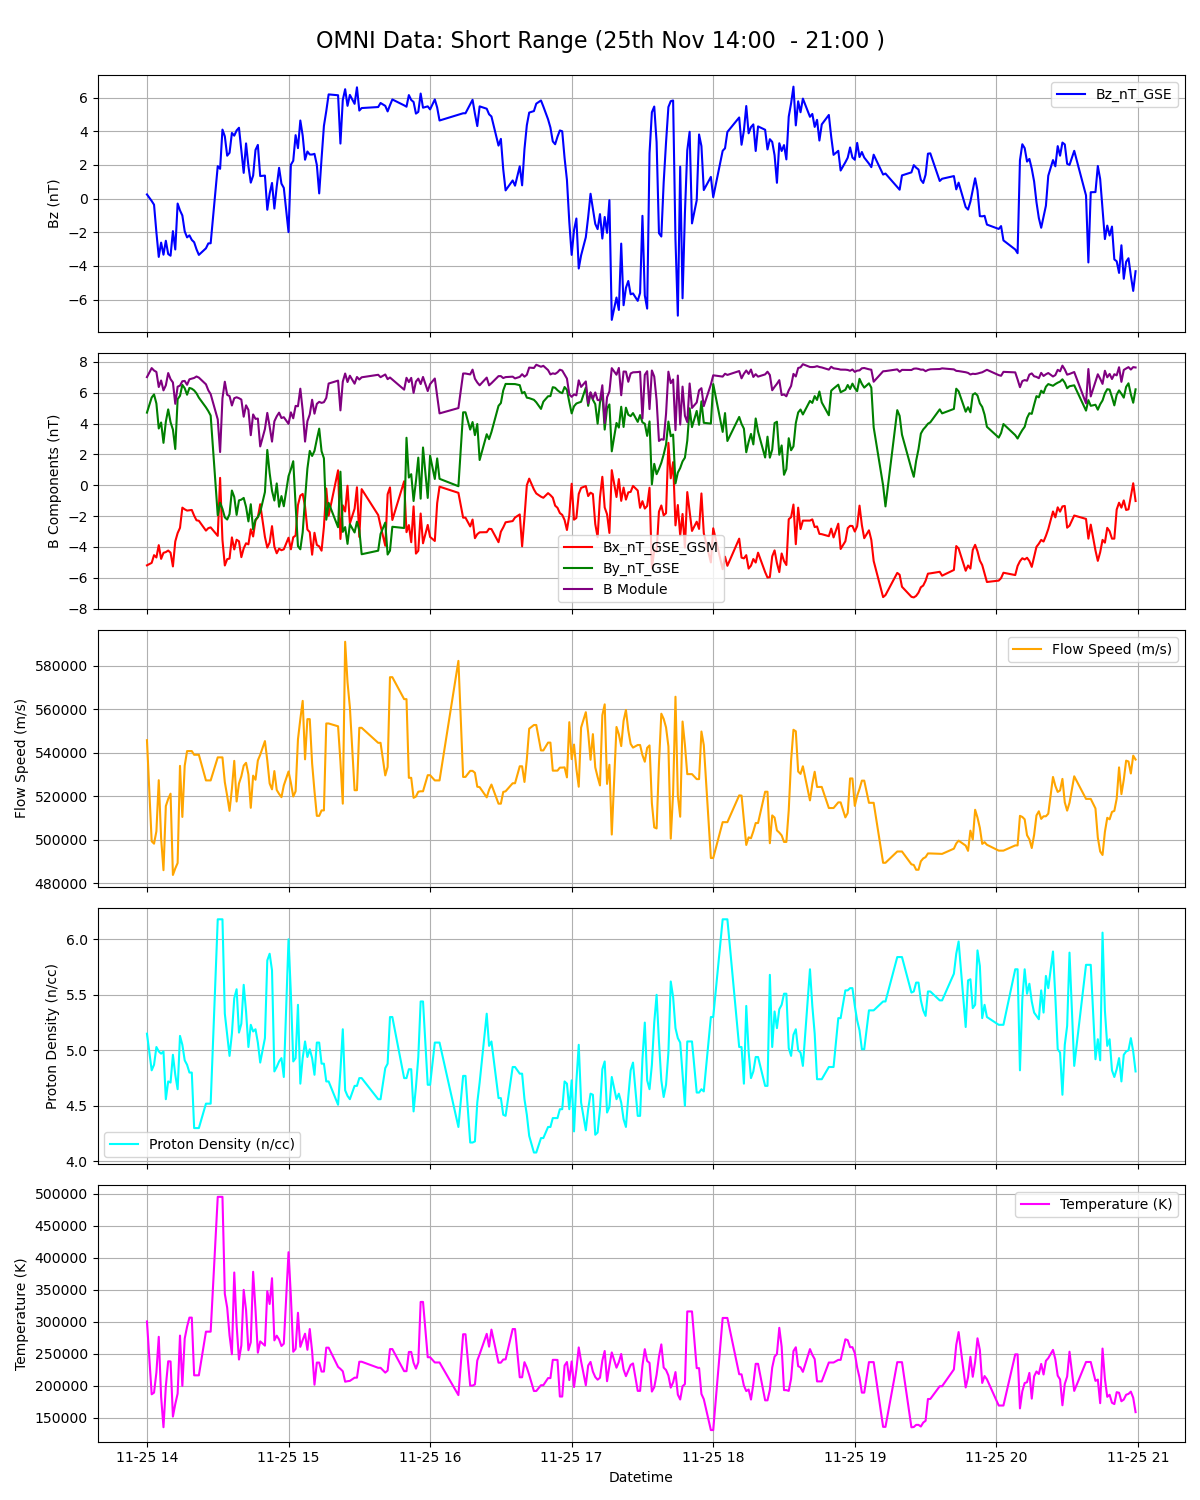 OMNI Data: Short Range (25th Nov 14:00  - 21:00 )
Bz (nT)
6
4
2
0
−2
−4
−6
Bz_nT_GSE
B Components (nT)
8
6
4
2
0
−2
−4
−6
−8
Bx_nT_GSE_GSM
By_nT_GSE
B Module
Flow Speed (m/s)
580000
560000
540000
520000
500000
480000
Flow Speed (m/s)
Proton Density (n/cc)
6.0
5.5
5.0
4.5
4.0
Proton Density (n/cc)
Temperature (K)
500000
450000
400000
350000
300000
250000
200000
150000
Temperature (K)
11-25 14 11-25 15 11-25 16 11-25 17 11-25 18 11-25 19 11-25 20 11-25 21
Datetime